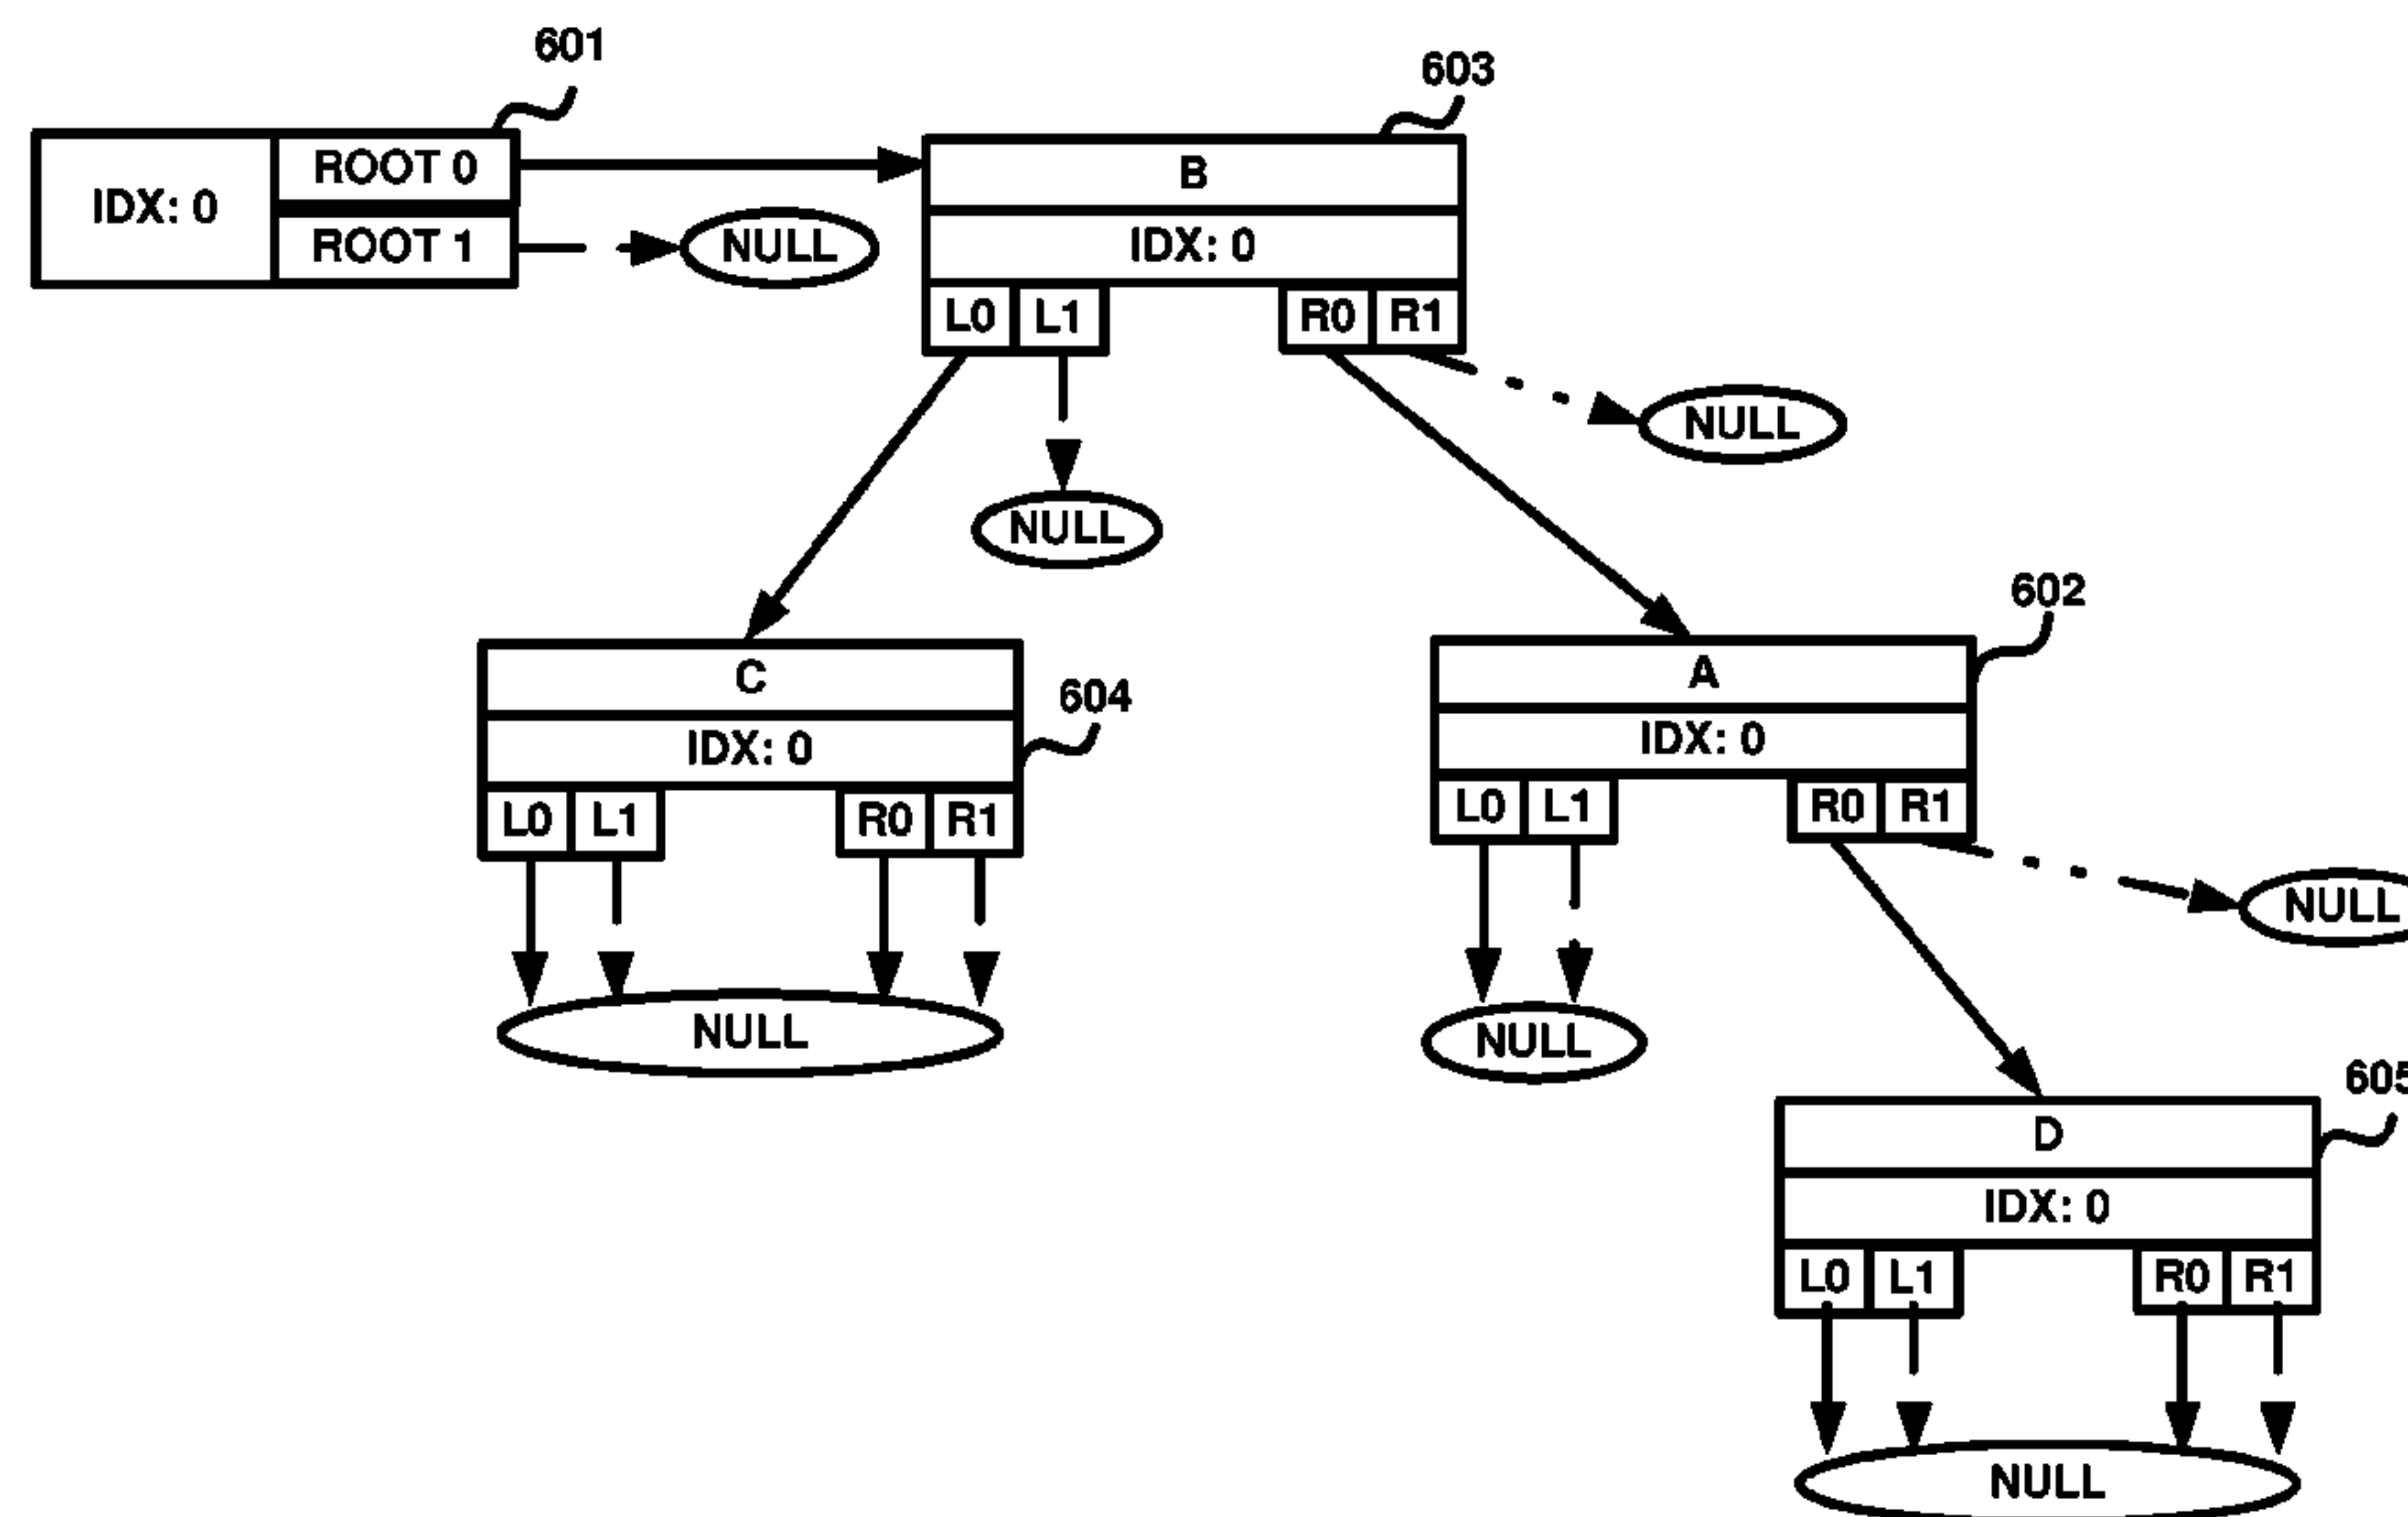 601
603
ROOT 0
IDX: 0
ROOT 1
NULL
B
IDX: 0
L0 L1 R0 R1
NULL
NULL
602
604
C
IDX: 0
L0 L1 R0 R1
NULL
A
IDX: 0
L0 L1 R0 R1
NULL
NULL
605
D
IDX: 0
L0 L1 R0 R1
NULL